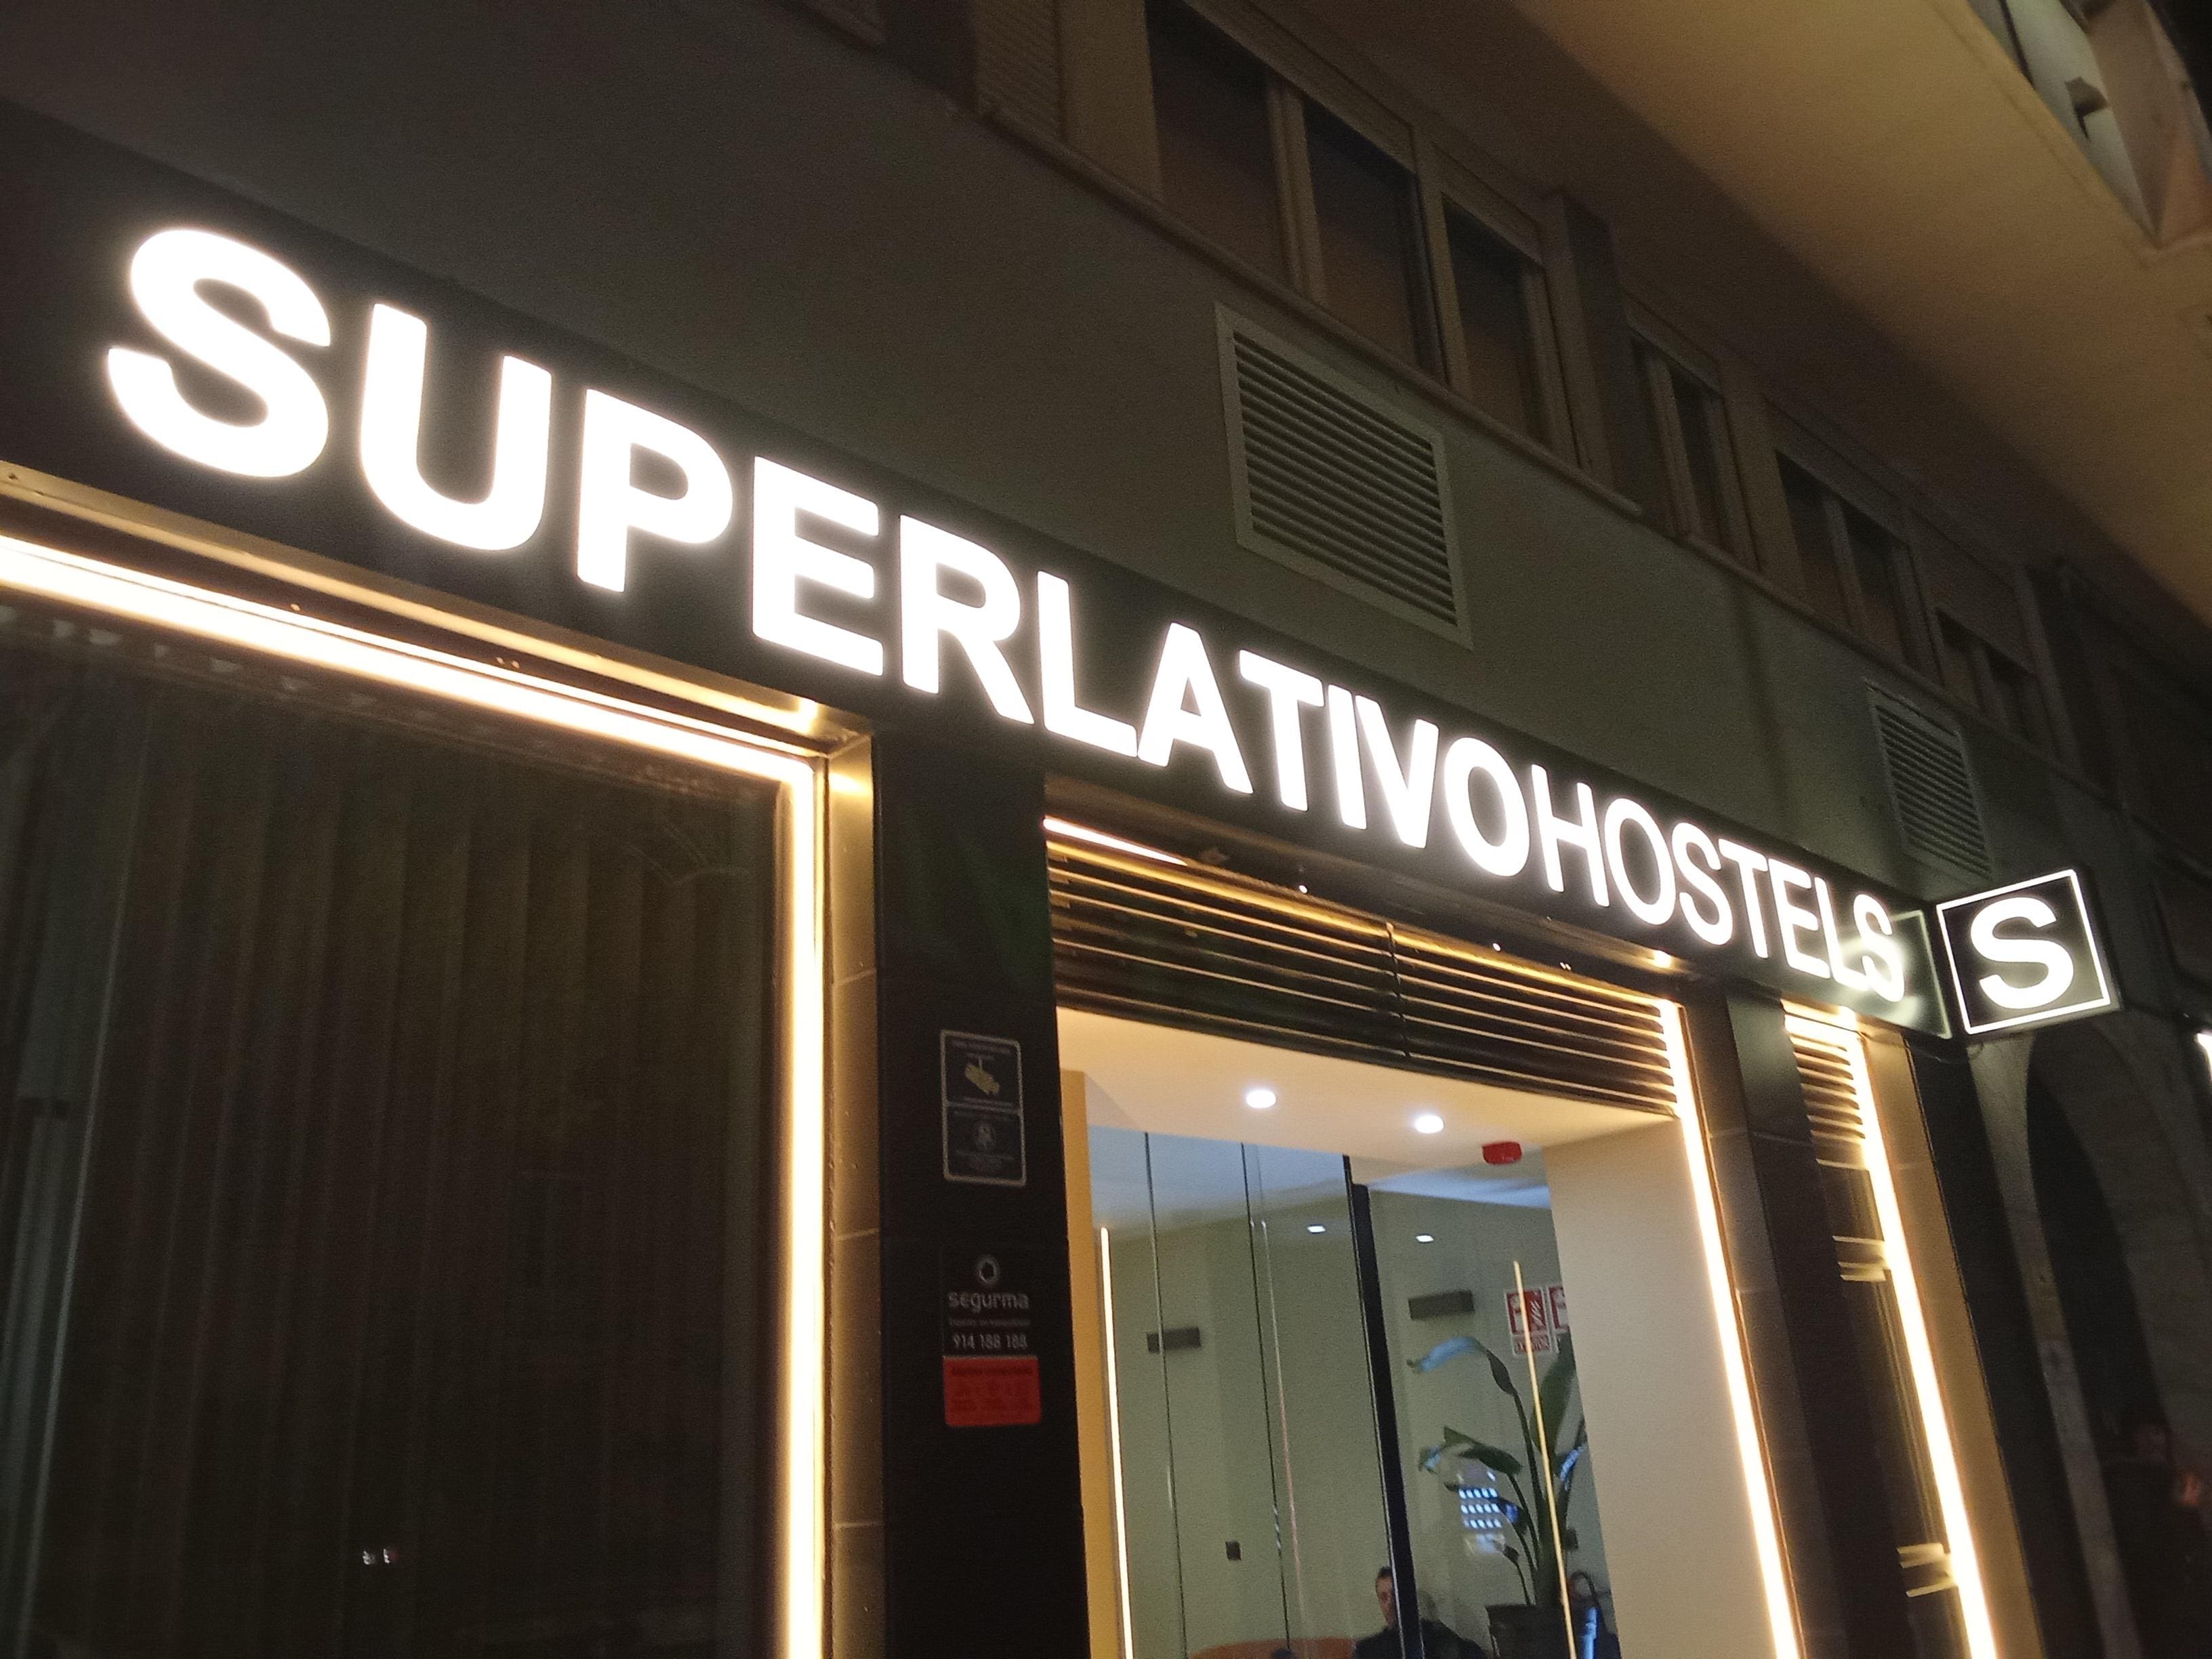 SUPERLATIVOHOSTELS
S
segurma
914 188 188